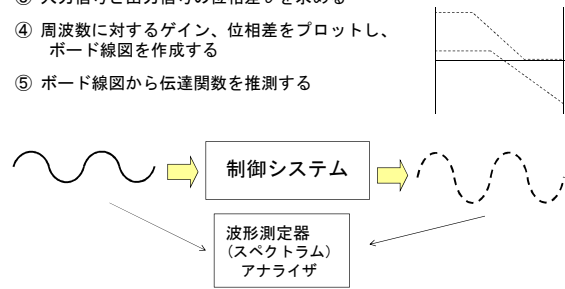 ④ 周波数に対するゲイン、位相差をプロットし、
ボード線図を作成する
⑤ ボード線図から伝達関数を推測する
制御システム
波形測定器
(スペクトラム)
アナライザ